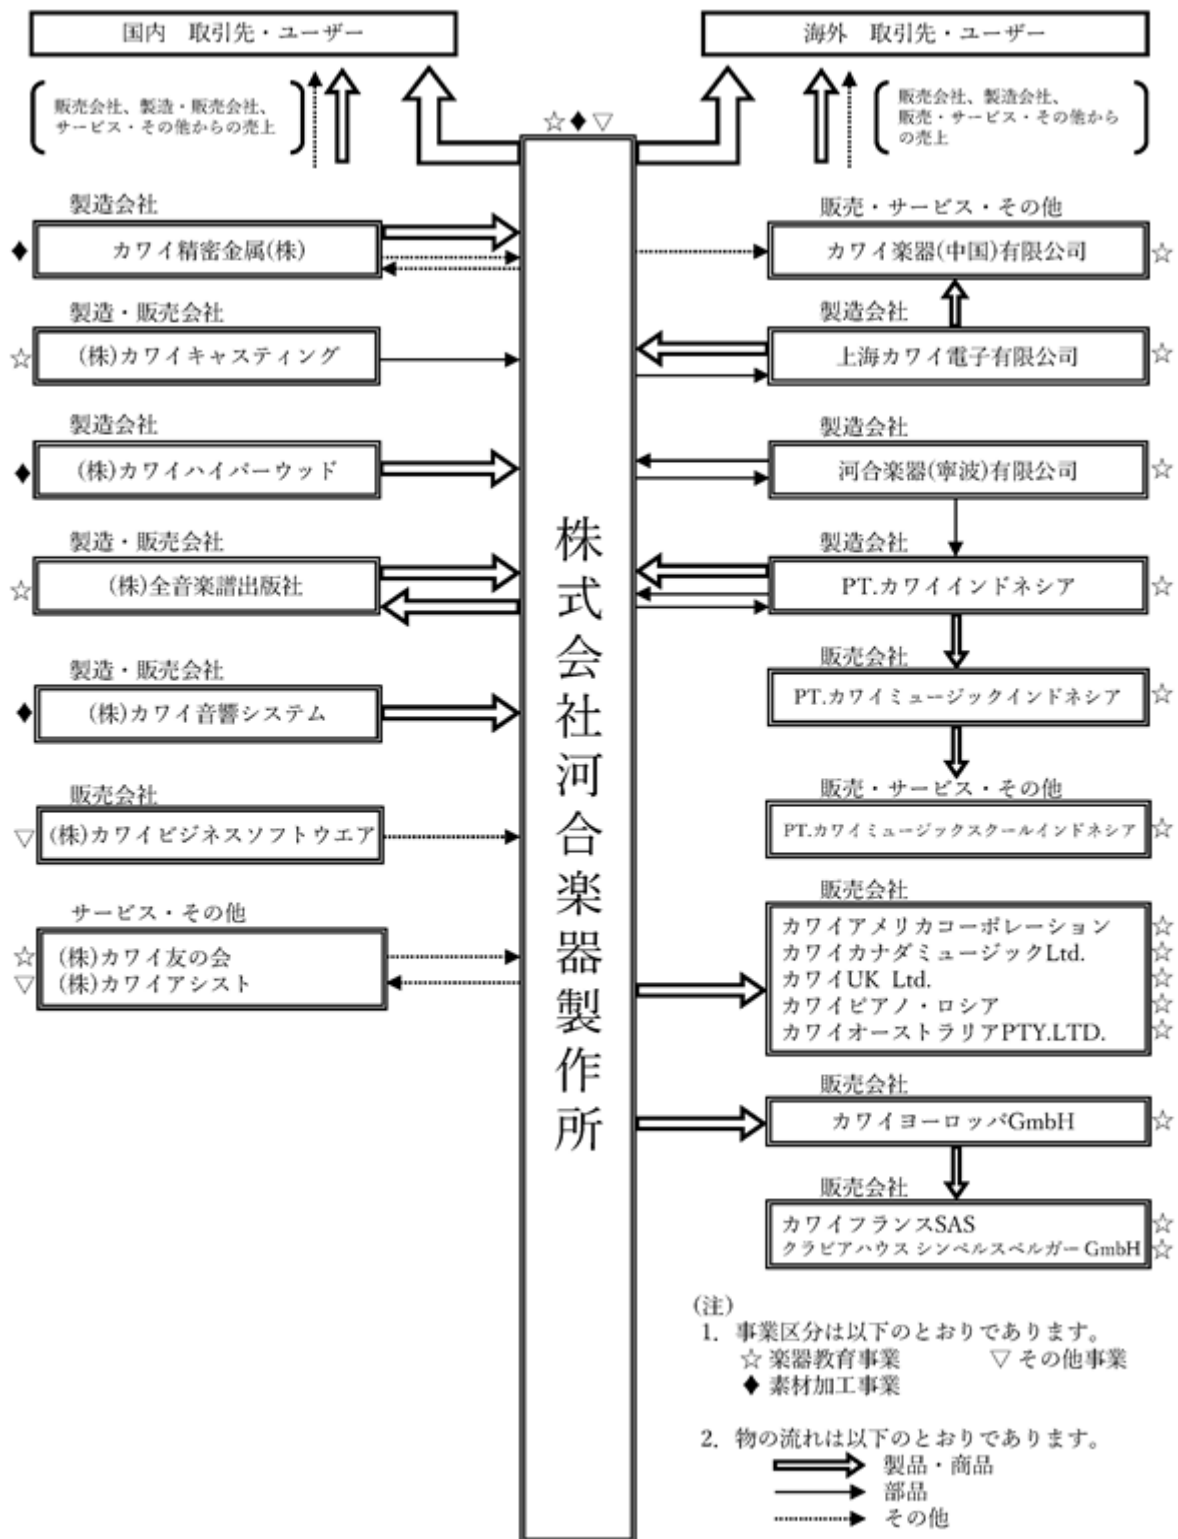 国内 取引先・ユーザー
海外 取引先・ユーザー
販売会社、製造・販売会社、
サービス・その他からの売上
販売会社、製造会社、
販売・サービス・その他から
の売上
☆♦▽
株式会社河合楽器製作所
製造会社
♦ カワイ精密金属(株)
製造・販売会社
☆ (株)カワイキャスティング
製造会社
♦ (株)カワイハイパーウッド
製造・販売会社
☆ (株)全音楽譜出版社
製造・販売会社
♦ (株)カワイ音響システム
販売会社
▽ (株)カワイビジネスソフトウエア
サービス・その他
☆ (株)カワイ友の会
▽ (株)カワイアシスト
販売・サービス・その他
カワイ楽器(中国)有限公司 ☆
製造会社
上海カワイ電子有限公司 ☆
製造会社
河合楽器(寧波)有限公司 ☆
製造会社
PT.カワイインドネシア ☆
販売会社
PT.カワイミュージックインドネシア ☆
販売・サービス・その他
PT.カワイミュージックスクールインドネシア ☆
販売会社
カワイアメリカコーポレーション ☆
カワイカナダミュージックLtd. ☆
カワイUK Ltd. ☆
カワイピアノ・ロシア ☆
カワイオーストラリアPTY.LTD. ☆
販売会社
カワイヨーロッパGmbH ☆
販売会社
カワイフランスSAS ☆
クラビアハウス シンペルスペルガー GmbH ☆
(注)
1. 事業区分は以下のとおりであります。
☆ 楽器教育事業 ▽ その他事業
♦ 素材加工事業
2. 物の流れは以下のとおりであります。
製品・商品
部品
その他